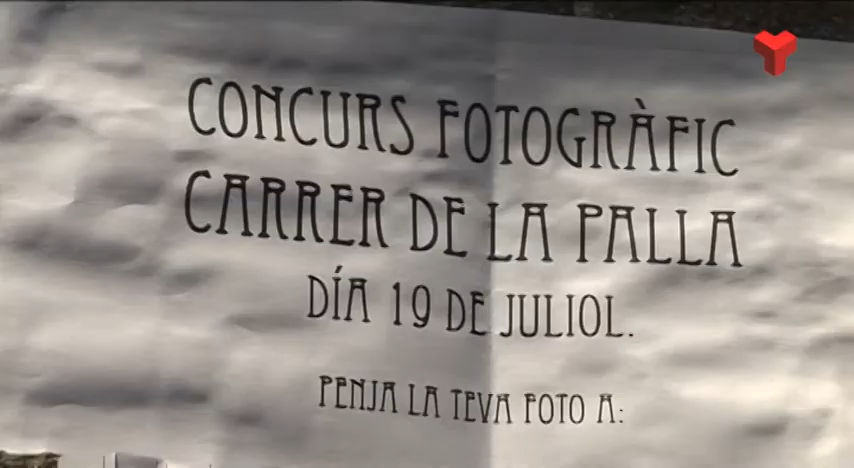 CONCURS FOTOGRÀFIC
CARRER DE LA PALLA
DÍA 19 DE JULIOL.
PENJA LA TEVA FOTO A: